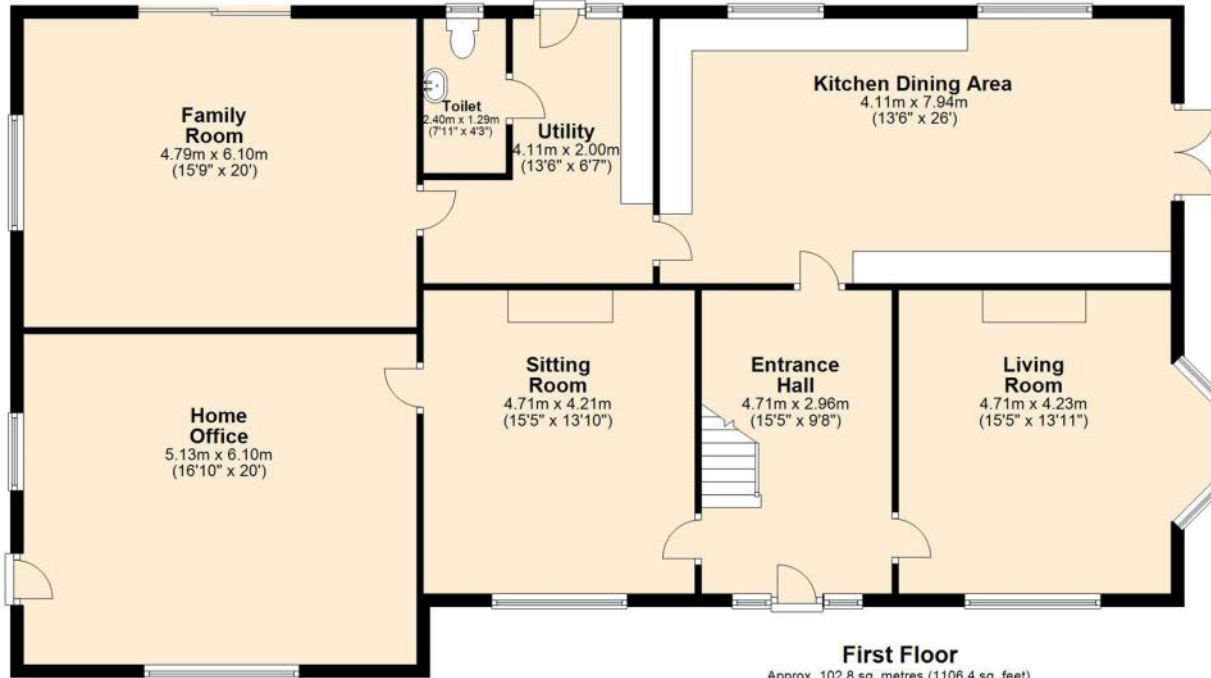 Family
Room
4.79m x 6.10m
(15'9" x 20')
Toilet
2.40m x 1.29m
(7'11" x 4'3")
Utility
4.11m x 2.00m
(13'6" x 6'7")
Kitchen Dining Area
4.11m x 7.94m
(13'6" x 26')
Home
Office
5.13m x 6.10m
(16'10" x 20')
Sitting
Room
4.71m x 4.21m
(15'5" x 13'10")
Entrance
Hall
4.71m x 2.96m
(15'5" x 9'8")
Living
Room
4.71m x 4.23m
(15'5" x 13'11")
First Floor
Approx. 102.8 sq. metres (1106.4 sq. feet)